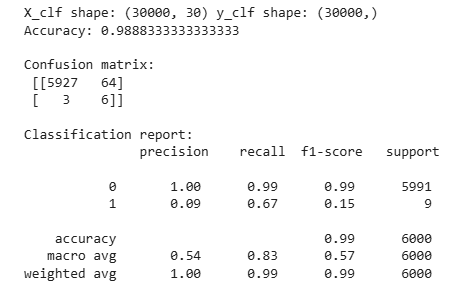 X_clf shape: (30000, 30) y_clf shape: (30000,)
Accuracy: 0.9888333333333333
Confusion matrix:
[[5927 64]
[ 3 6]]
Classification report:
precision recall f1-score support
0 1.00 0.99 0.99 5991
1 0.09 0.67 0.15 9
accuracy 0.99 6000
macro avg 0.54 0.83 0.57 6000
weighted avg 1.00 0.99 0.99 6000